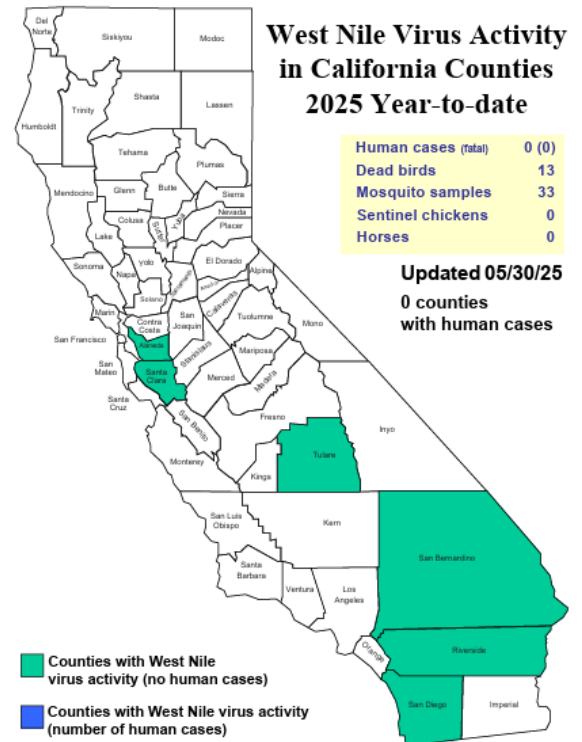 West Nile Virus Activity
in California Counties
2025 Year-to-date
Human cases (fatal) 0 (0)
Dead birds 13
Mosquito samples 33
Sentinel chickens 0
Horses 0
Updated 05/30/25
0 counties
with human cases
Del
Norte
Siskiyou
Modoc
Humboldt
Trinity
Shasta
Lassen
Tehama
Plumas
Mendocino
Glenn
Butte
Sierra
Nevada
Placer
Colusa
Sutter
Yuba
Lake
Sonoma
Napa
Yolo
Sacramento
El Dorado
Alpine
Amador
Solano
Calaveras
Marin
Contra
Costa
San
Joaquin
Tuolumne
Mono
San Francisco
Alameda
Stanislaus
Mariposa
San
Mateo
Santa
Clara
Merced
Madera
Santa
Cruz
San Benito
Fresno
Inyo
Monterey
Kings
Tulare
San Luis
Obispo
Kern
San Bernardino
Santa
Barbara
Ventura
Los
Angeles
Orange
Riverside
San Diego
Imperial
Counties with West Nile
virus activity (no human cases)
Counties with West Nile virus activity
(number of human cases)